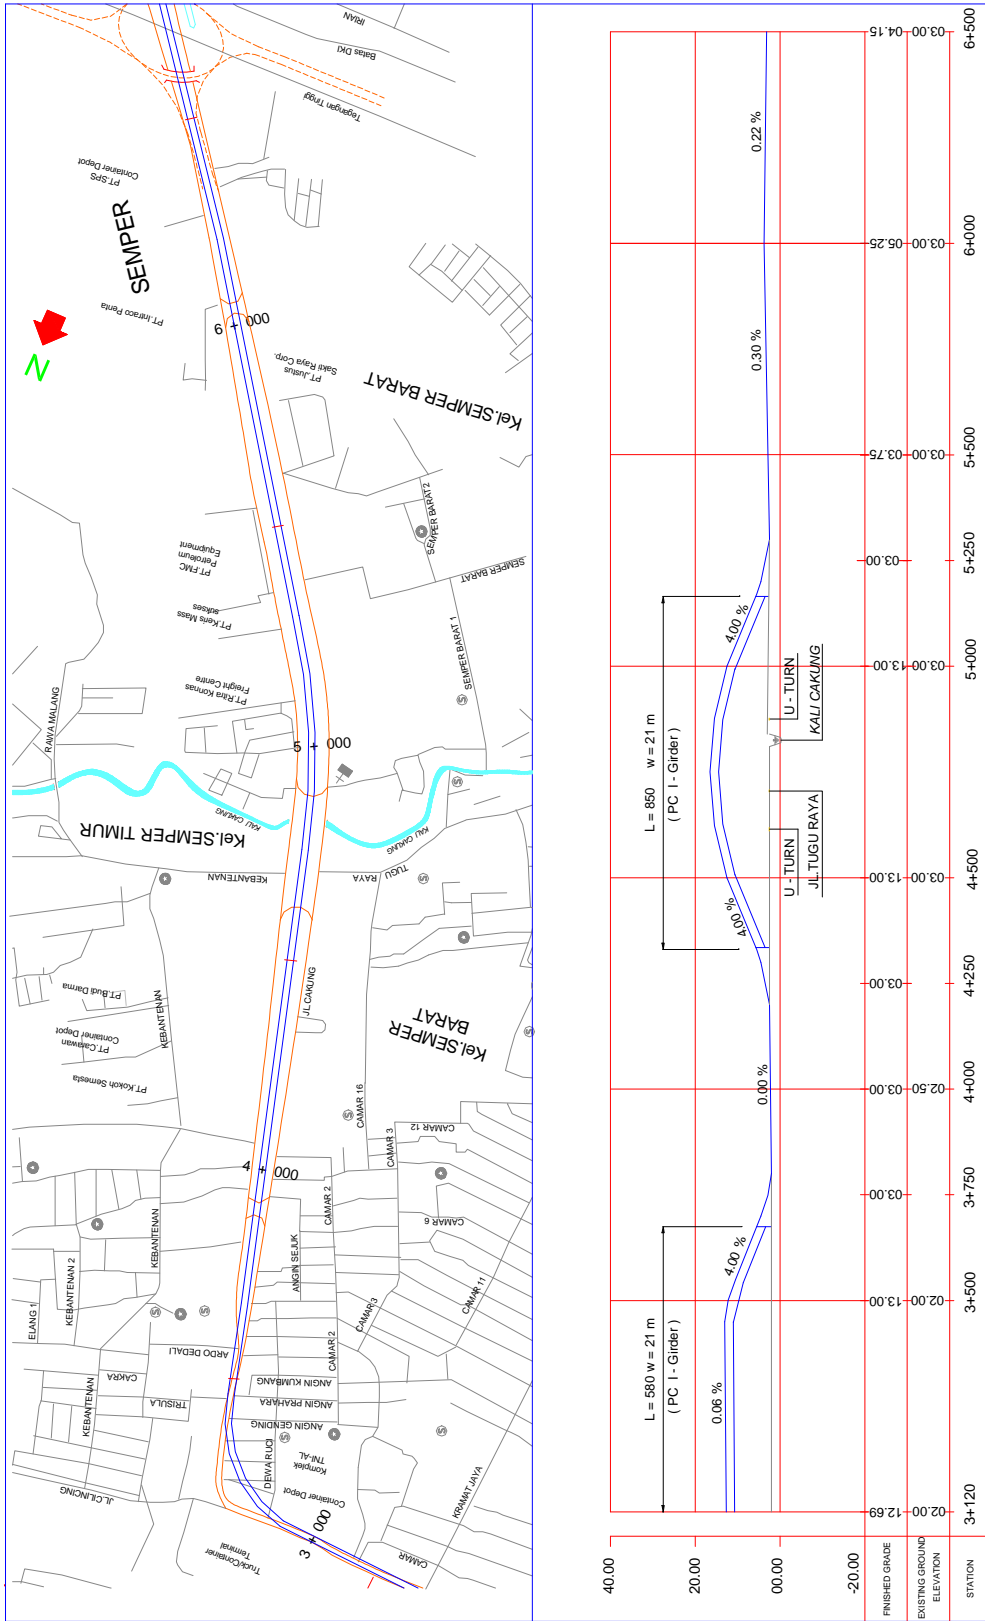 IRIAN
Batas DKI
Tegangan Tinggi
PT.SPS
Container Depot
SEMPER
PT.Intraco Penta
N
6 + 000
PT.Justus
Sakti Raya Corp.
Kel.SEMPER BARAT
SEMPER BARAT2
SEMPER BARAT
SEMPER BARAT 1
PT.FMC
Petroleum
Equipment
PT.Keris Mass
sukses
PT.Ritra Konnas
Freight Centre
RAWA MALANG
5 + 000
KALI CAKUNG
KALI CAKUNG
Kel.SEMPER TIMUR
KEBANTENAN
RAYA
TUGU
S
S
S
PT.Budi Darma
PT.Carawan
Container Depot
PT.Kokoh Semesta
KEBANTENAN
JL.CAKUNG
Kel.SEMPER
BARAT
S
S
CAMAR 16
CAMAR 12
CAMAR 3
4 + 000
CAMAR 2
CAMAR 6
KEBANTENAN
KEBANTENAN 2
ELANG 1
ANGIN SEJUK
CAMAR 11
CAMAR 3
CAMAR 2
S
S
ARDO DEDALI
CAKRA
TRISULA
KEBANTENAN
ANGIN KUMBANG
ANGIN PRAHARA
ANGIN GENDING
S
S
DEWA RUCI
Komplek
TNI-AL
Container Depot
JL.CILINCING
KRAMAT JAYA
Truck/Container
Terminal
3 + 000
CAMAR
L = 580 w = 21 m
( PC I - Girder )
L = 850 w = 21 m
( PC I - Girder )
0.06 %
4.00 %
0.00 %
4.00 %
4.00 %
0.30 %
0.22 %
U - TURN
JL.TUGU RAYA
U - TURN
KALI CAKUNG
40.00
20.00
00.00
-20.00
FINISHED GRADE
12.69
13.00
03.00
03.00
03.00
13.00
13.00
03.00
03.75
05.25
04.15
EXISTING GROUND
ELEVATION
02.00
02.00
02.50
03.00
03.00
03.00
03.00
03.00
STATION
3+120
3+500
3+750
4+000
4+250
4+500
5+000
5+250
5+500
6+000
6+500